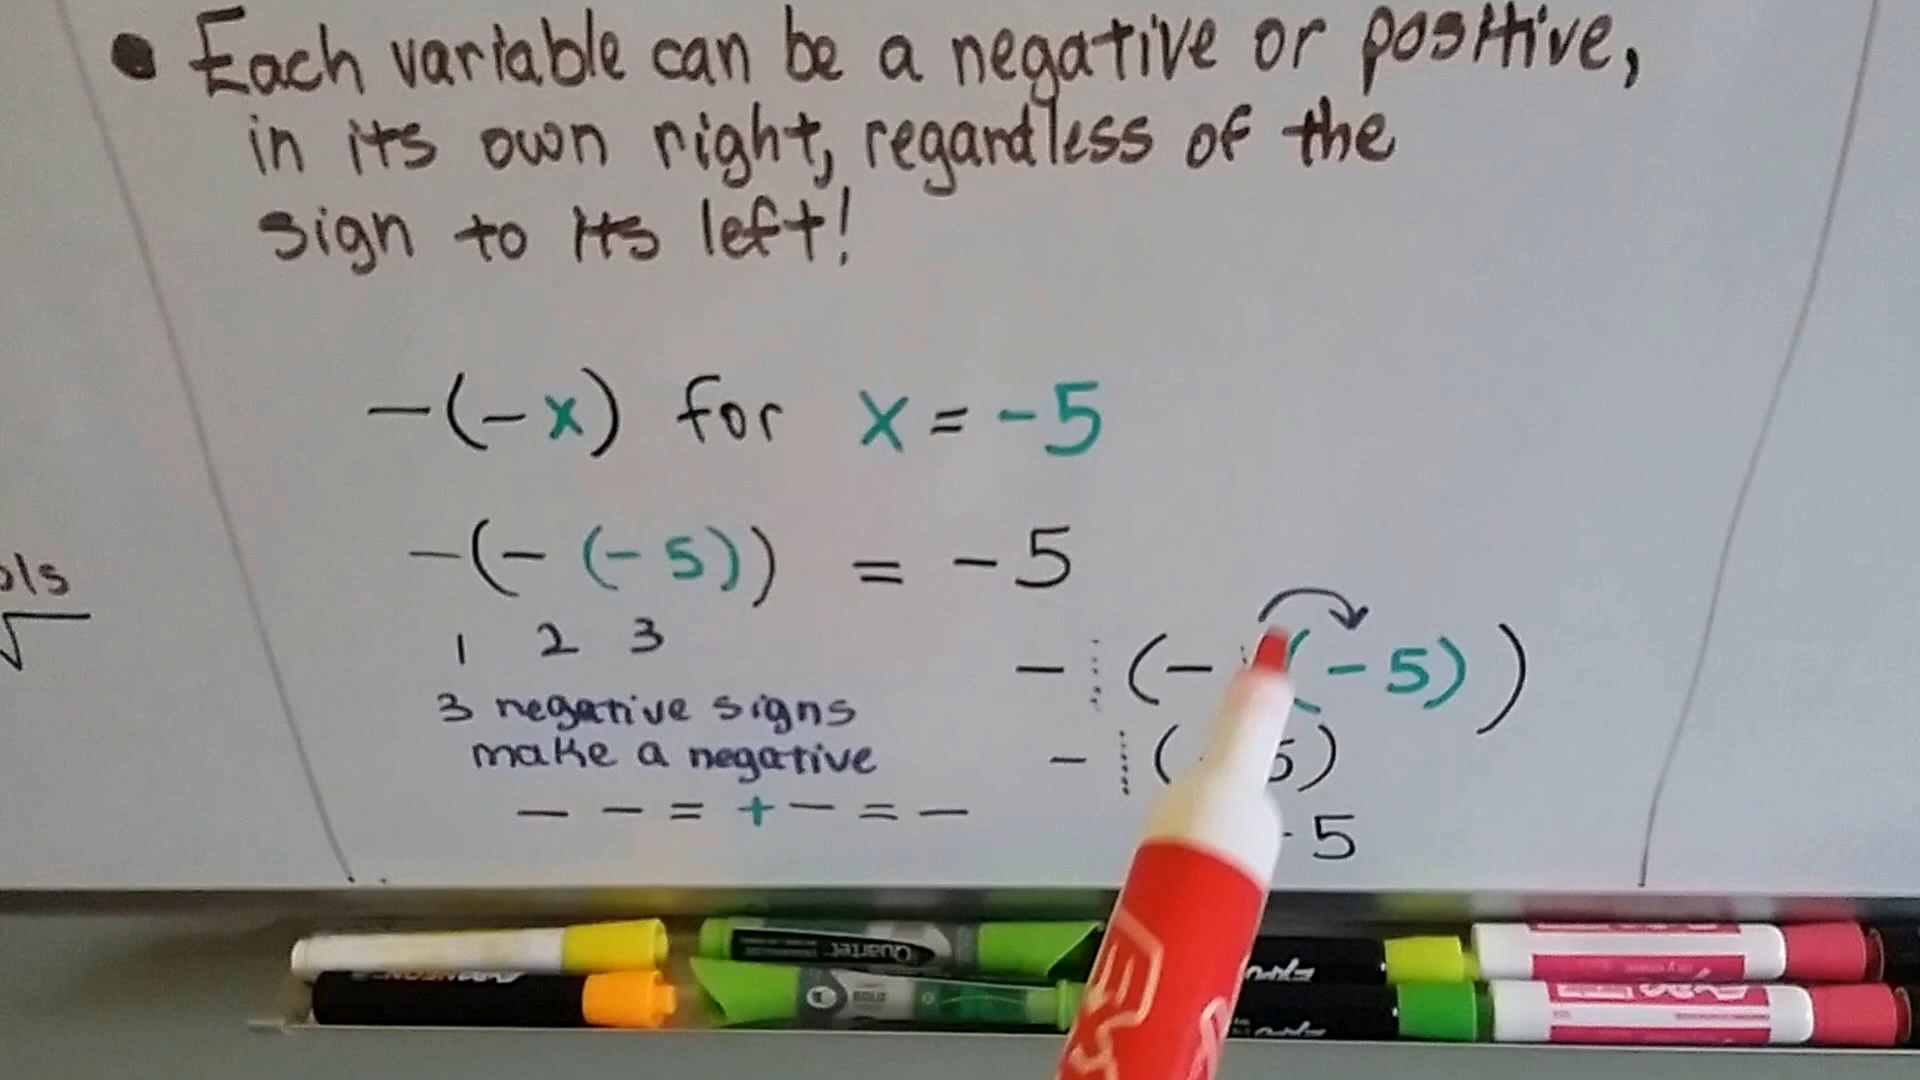 • Each variable can be a negative or positive,
in its own right, regardless of the
sign to its left!
-(-x) for x = -5
-(-(-5)) = -5
1 2 3
3 negative signs
make a negative
- - = + - = -
-(-(-5))
-( 5)
-5
Quartet